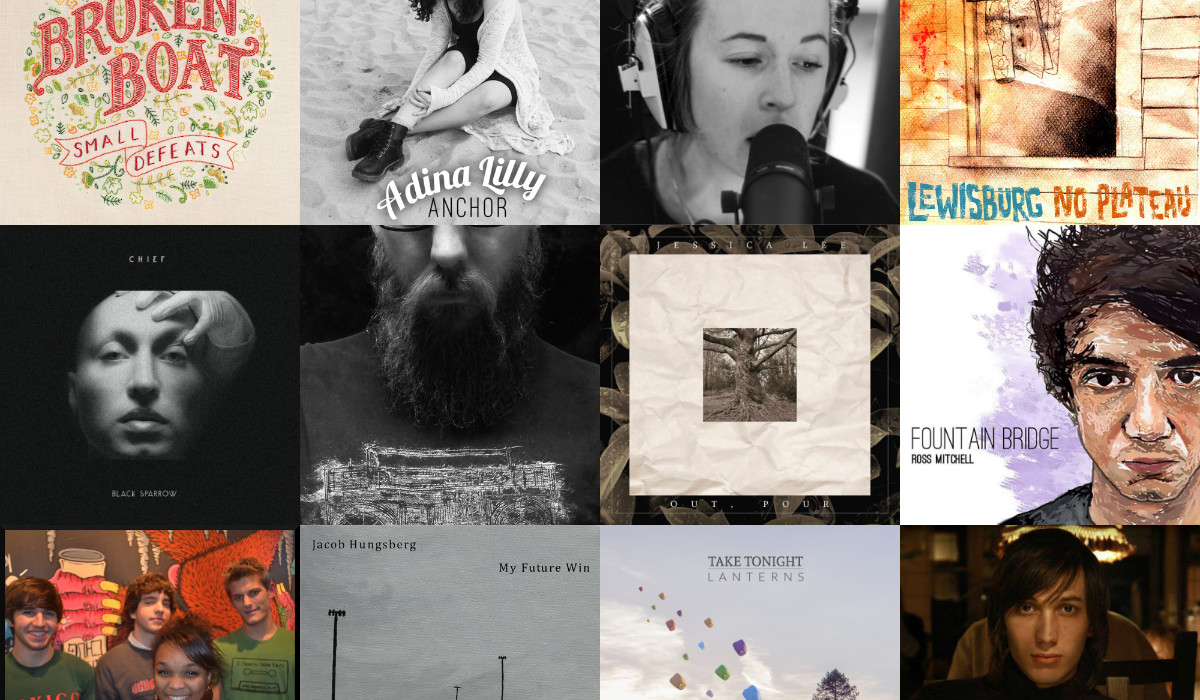 BROKEN
BOAT
SMALL
DEFEATS
Adina Lilly
ANCHOR
LEWISBURG NO PLATEAU
CHIEF
BLACK SPARROW
JESSICA LEE
OUT, POUR
FOUNTAIN BRIDGE
ROSS MITCHELL
Jacob Hungsberg
My Future Win
TAKE TONIGHT
LANTERNS